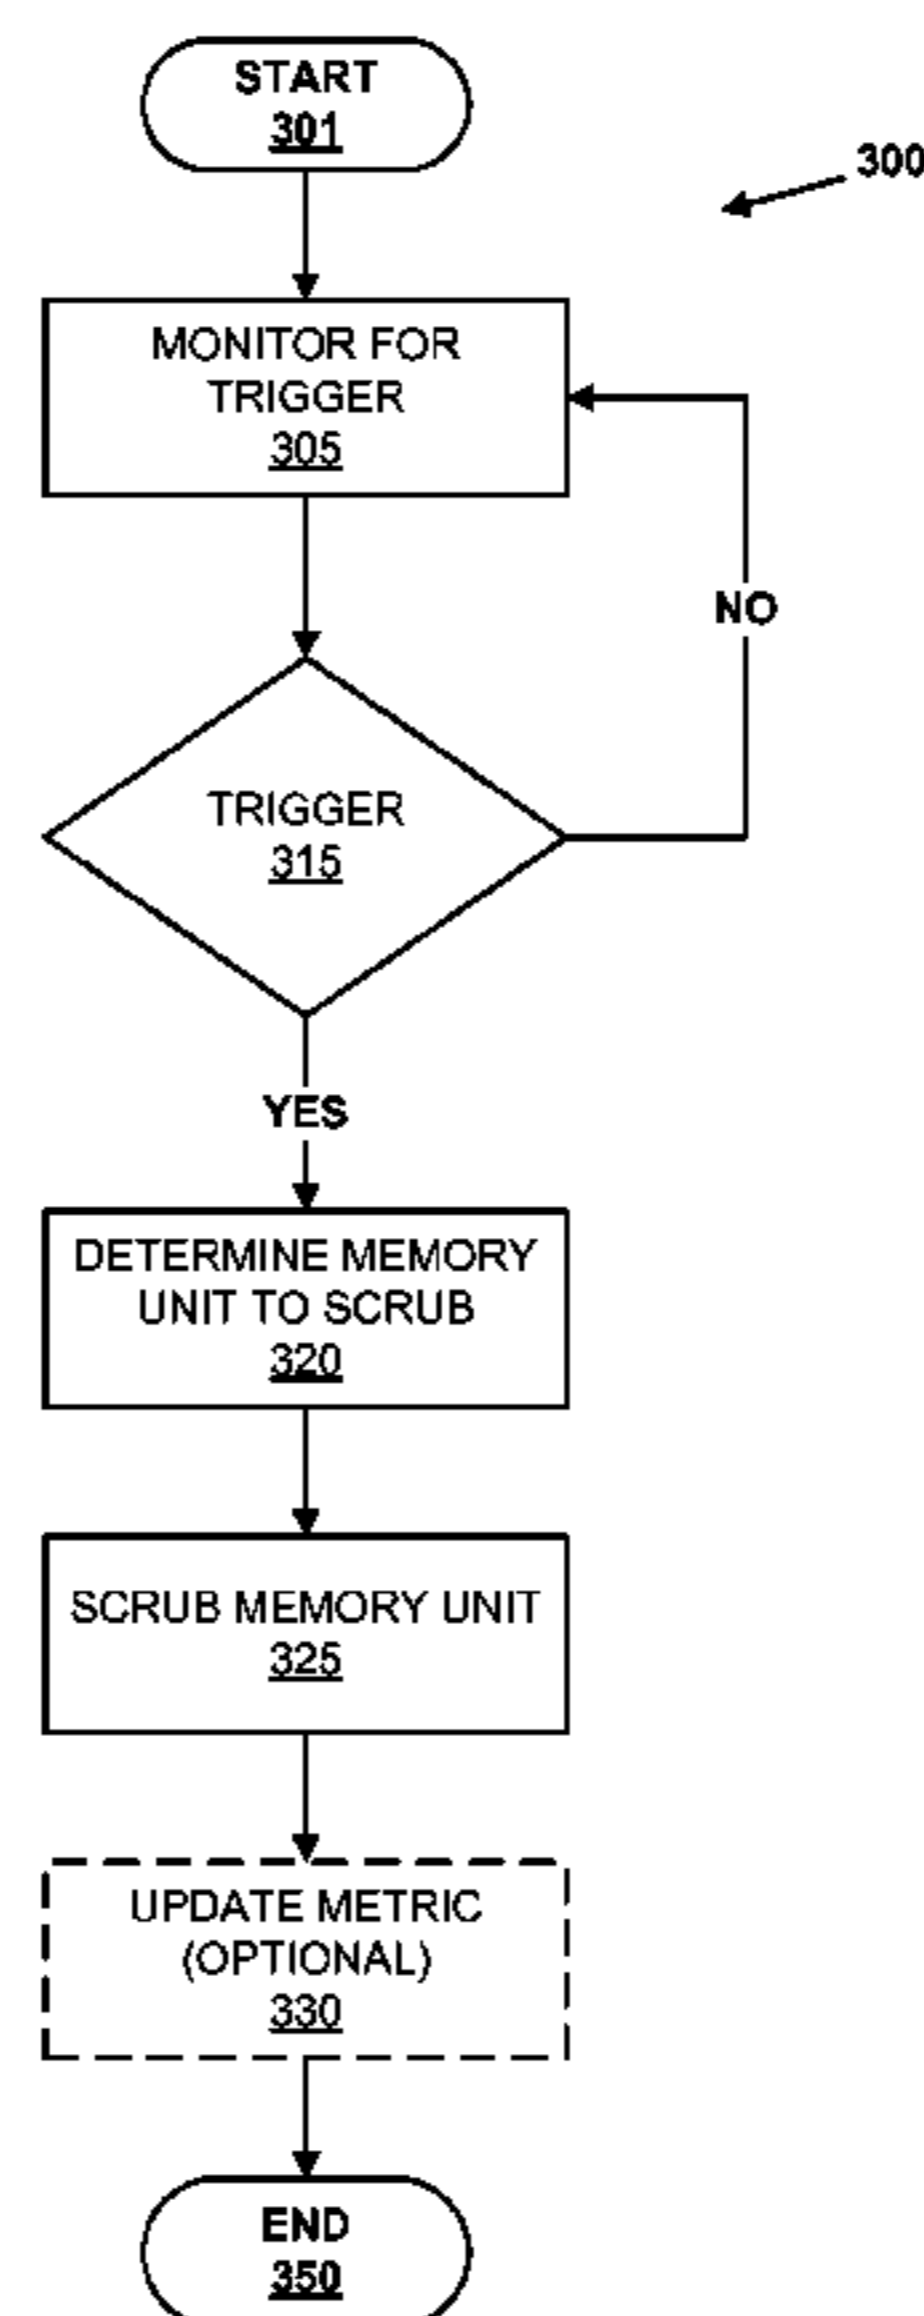 START
301
300
MONITOR FOR
TRIGGER
305
NO
TRIGGER
315
YES
DETERMINE MEMORY
UNIT TO SCRUB
320
SCRUB MEMORY UNIT
325
UPDATE METRIC
(OPTIONAL)
330
END
350